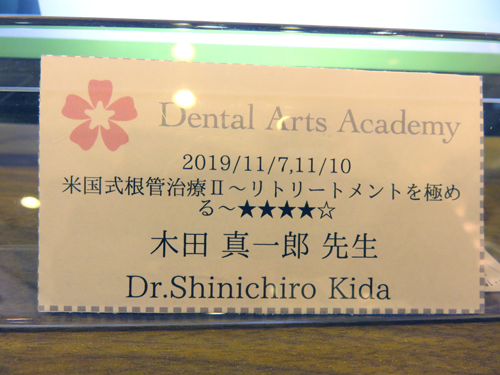 Dental Arts Academy
2019/11/7,11/10
米国式根管治療Ⅱ～リトリートメントを極め
る～★★★★☆
木田 真一郎 先生
Dr.Shinichiro Kida